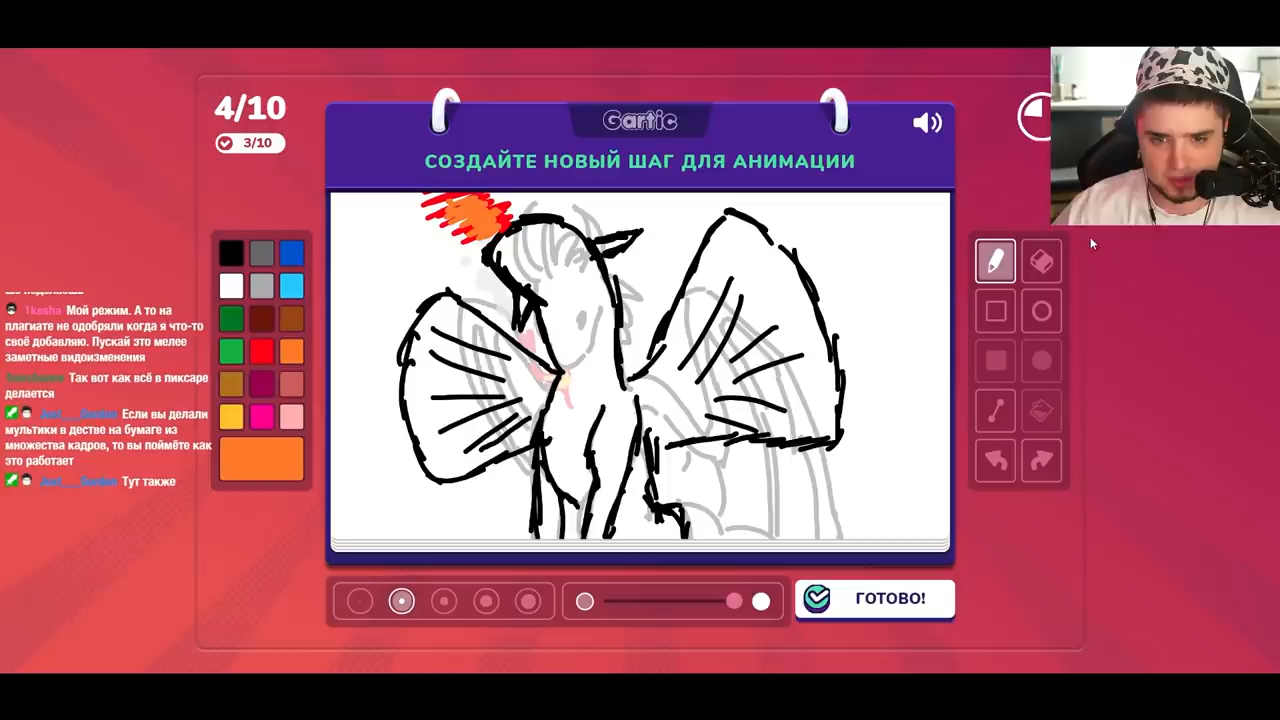 4/10
3/10
Gartic
СОЗДАЙТЕ НОВЫЙ ШАГ ДЛЯ АНИМАЦИИ
1kesha Мой режим. А то на
плагиате не одобряли когда я что-то
своё добавляю. Пускай это мелее
заметные видоизменения
Так вот как всё в пиксаре
делается
Если вы делали
мультики в дестве на бумаге из
множества кадров, то вы поймёте как
это работает
Тут также
ГОТОВО!